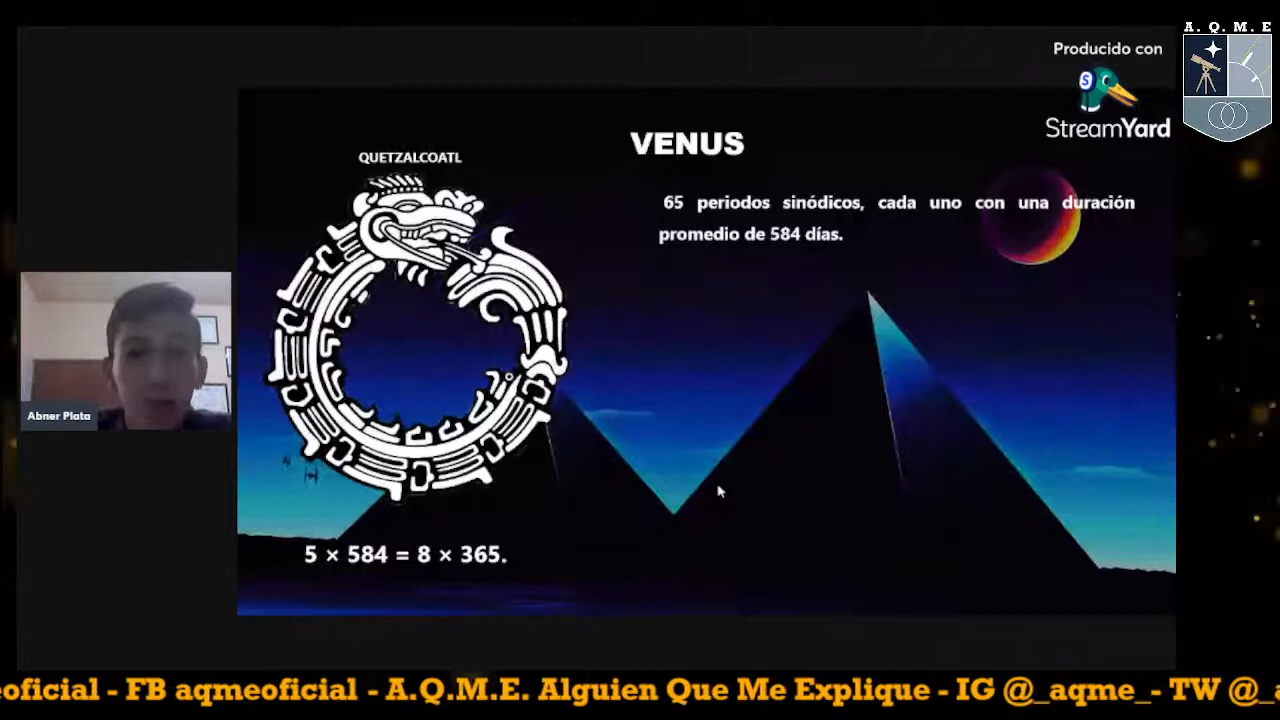 A. Q. M. E
Producido con
S
StreamYard
VENUS
QUETZALCOATL
65 periodos sinódicos, cada uno con una duración
promedio de 584 días.
Abner Plata
5 × 584 = 8 × 365.
eoficial - FB aqmeoficial - A.Q.M.E. Alguien Que Me Explique - IG @_aqme_- TW @_a